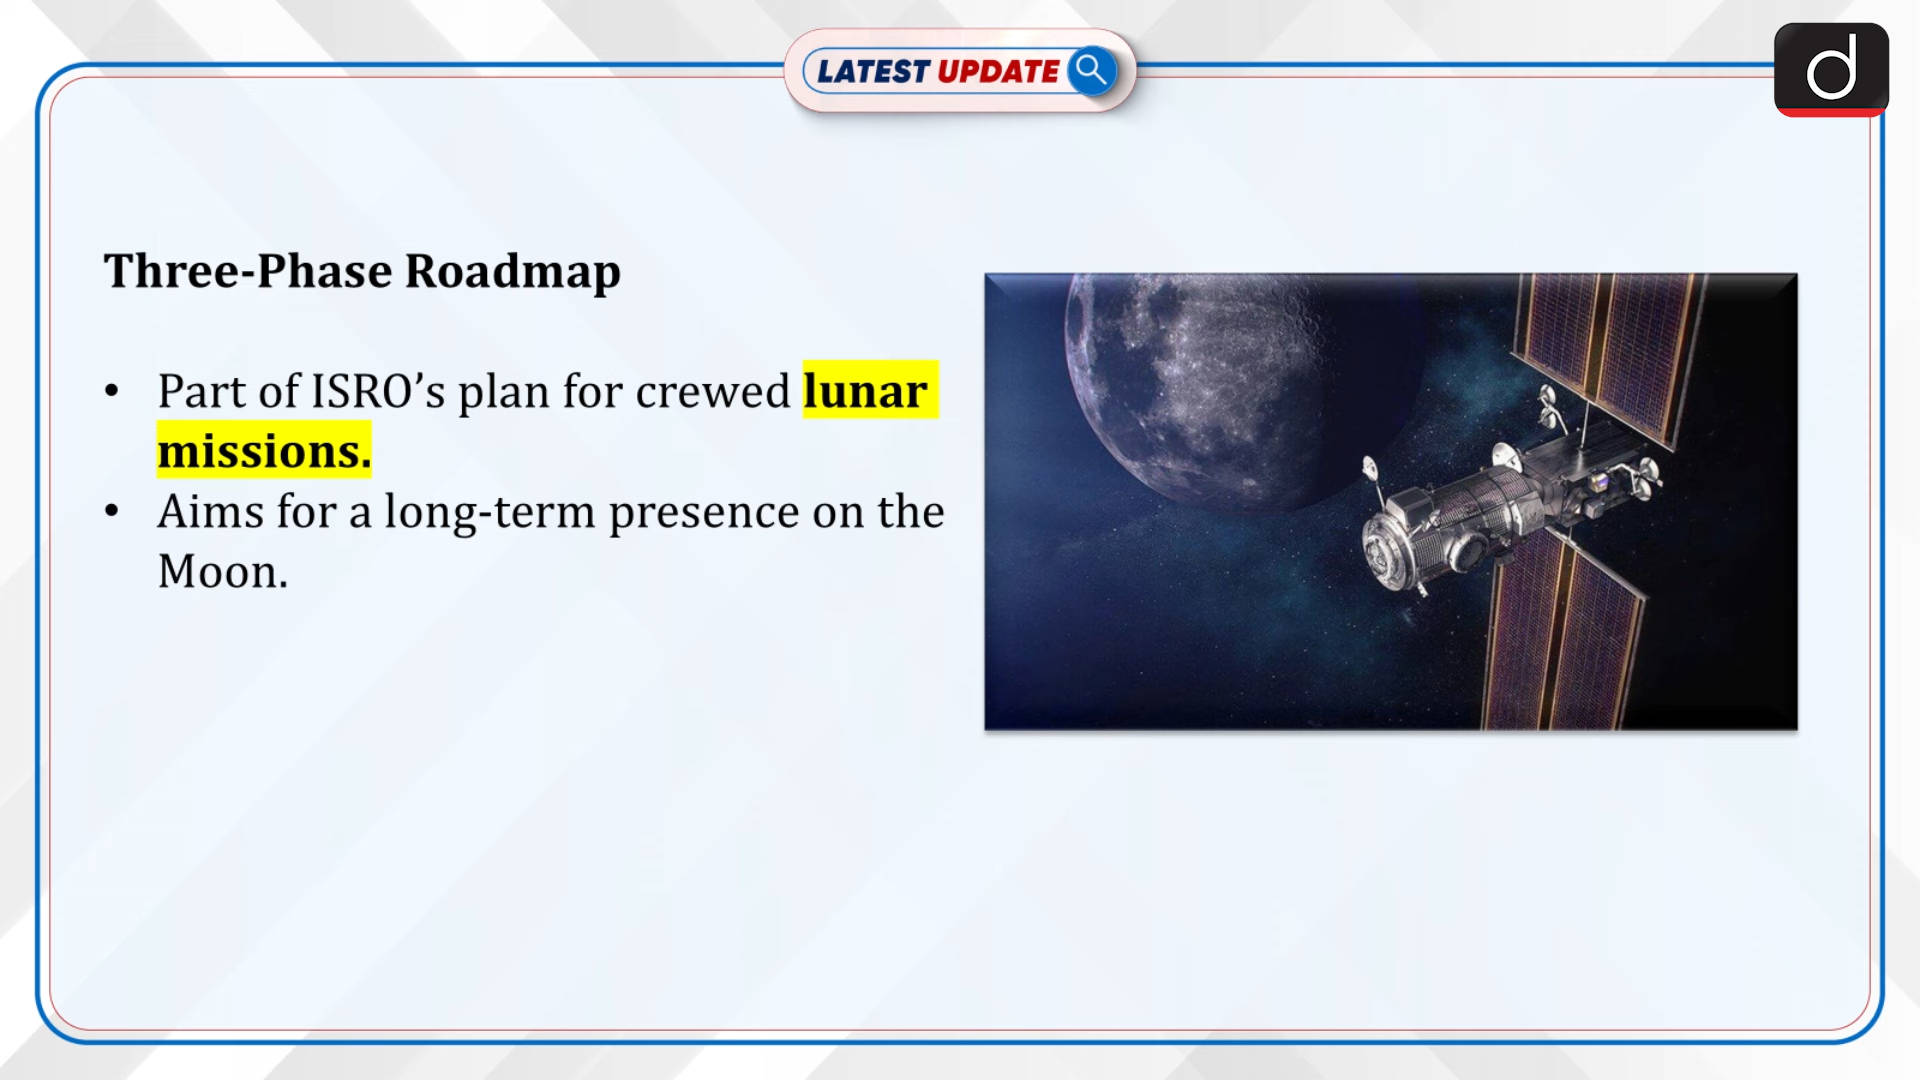 LATEST UPDATE
d
Three-Phase Roadmap
• Part of ISRO’s plan for crewed lunar
missions.
• Aims for a long-term presence on the
Moon.